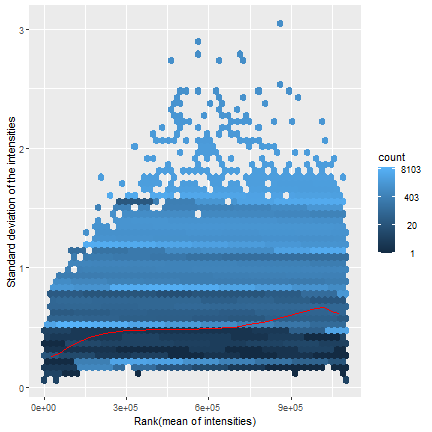 3
2
1
0
Standard deviation of the intensities
0e+00 3e+05 6e+05 9e+05
Rank(mean of intensities)
count
8103
403
20
1